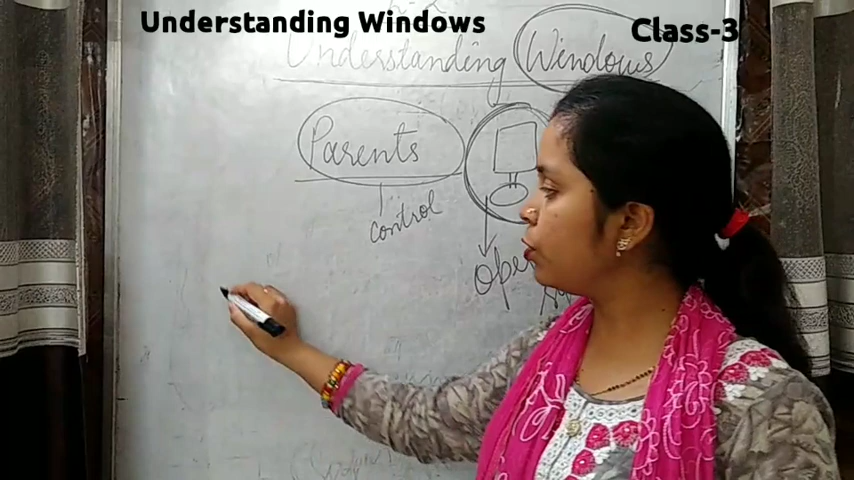 Understanding Windows Class-3
Understanding Windows
Parents
control